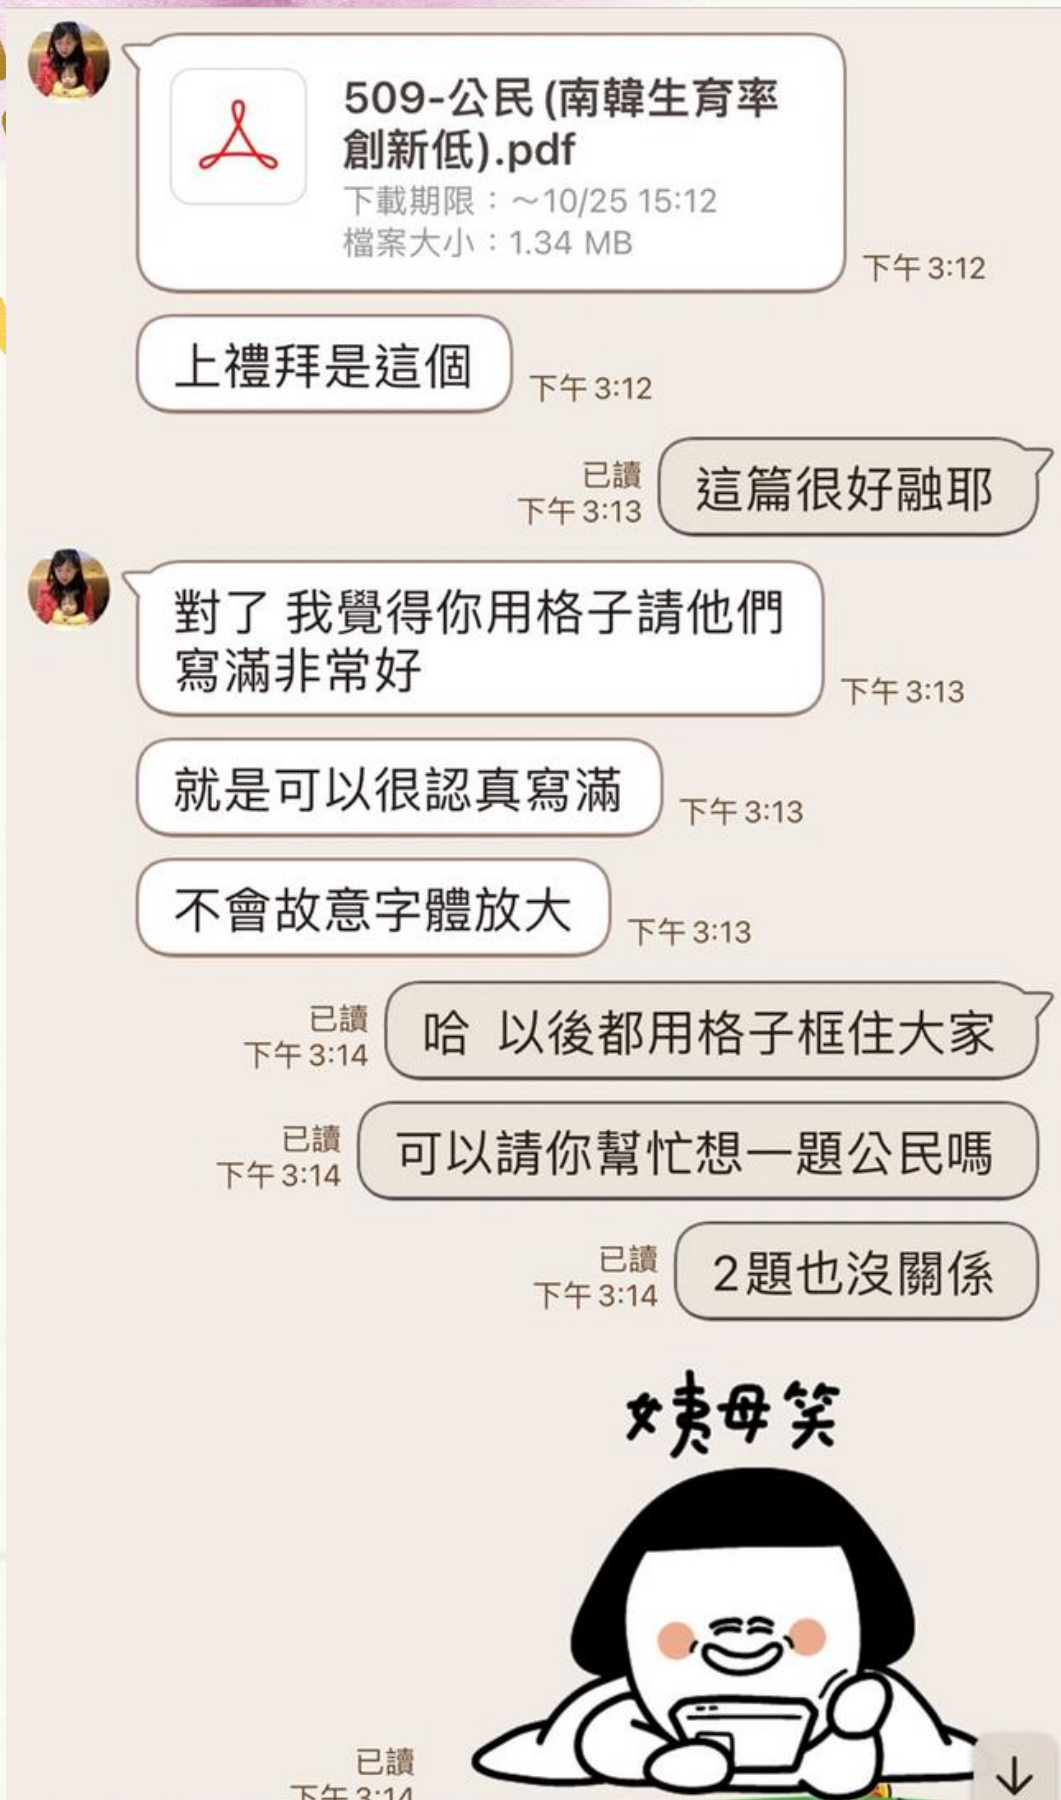 509-公民(南韓生育率
創新低).pdf
下載期限：～10/25 15:12
檔案大小：1.34 MB
下午 3:12
上禮拜是這個
下午 3:12
已讀
下午 3:13
這篇很好融耶
對了 我覺得你用格子請他們
寫滿非常好
下午 3:13
就是可以很認真寫滿
下午 3:13
不會故意字體放大
下午 3:13
已讀
下午 3:14
哈 以後都用格子框住大家
已讀
下午 3:14
可以請你幫忙想一題公民嗎
已讀
下午 3:14
2題也沒關係
姨母笑
已讀
下午 3:14